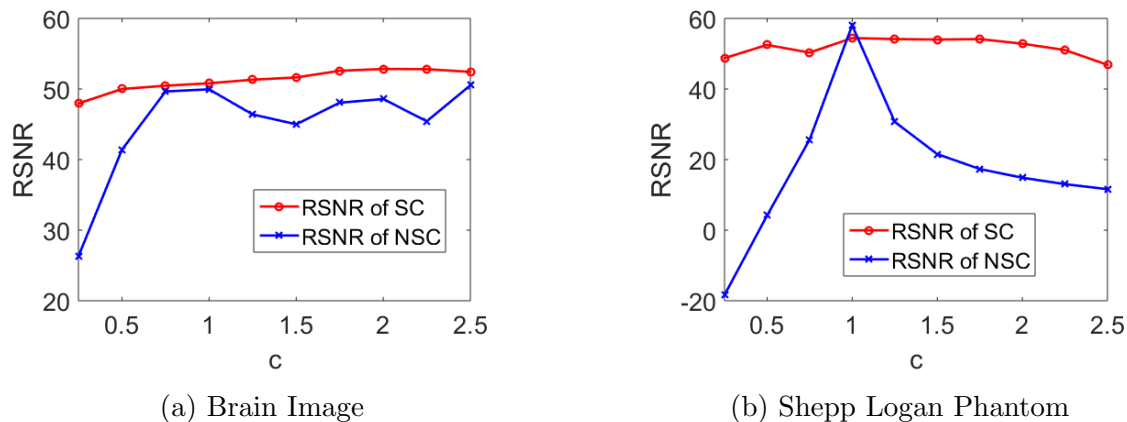 60
50
40
30
20
RSNR
0.5 1 1.5 2 2.5
c
RSNR of SC
RSNR of NSC
(a) Brain Image
60
40
20
0
-20
RSNR
0.5 1 1.5 2 2.5
c
RSNR of SC
RSNR of NSC
(b) Shepp Logan Phantom